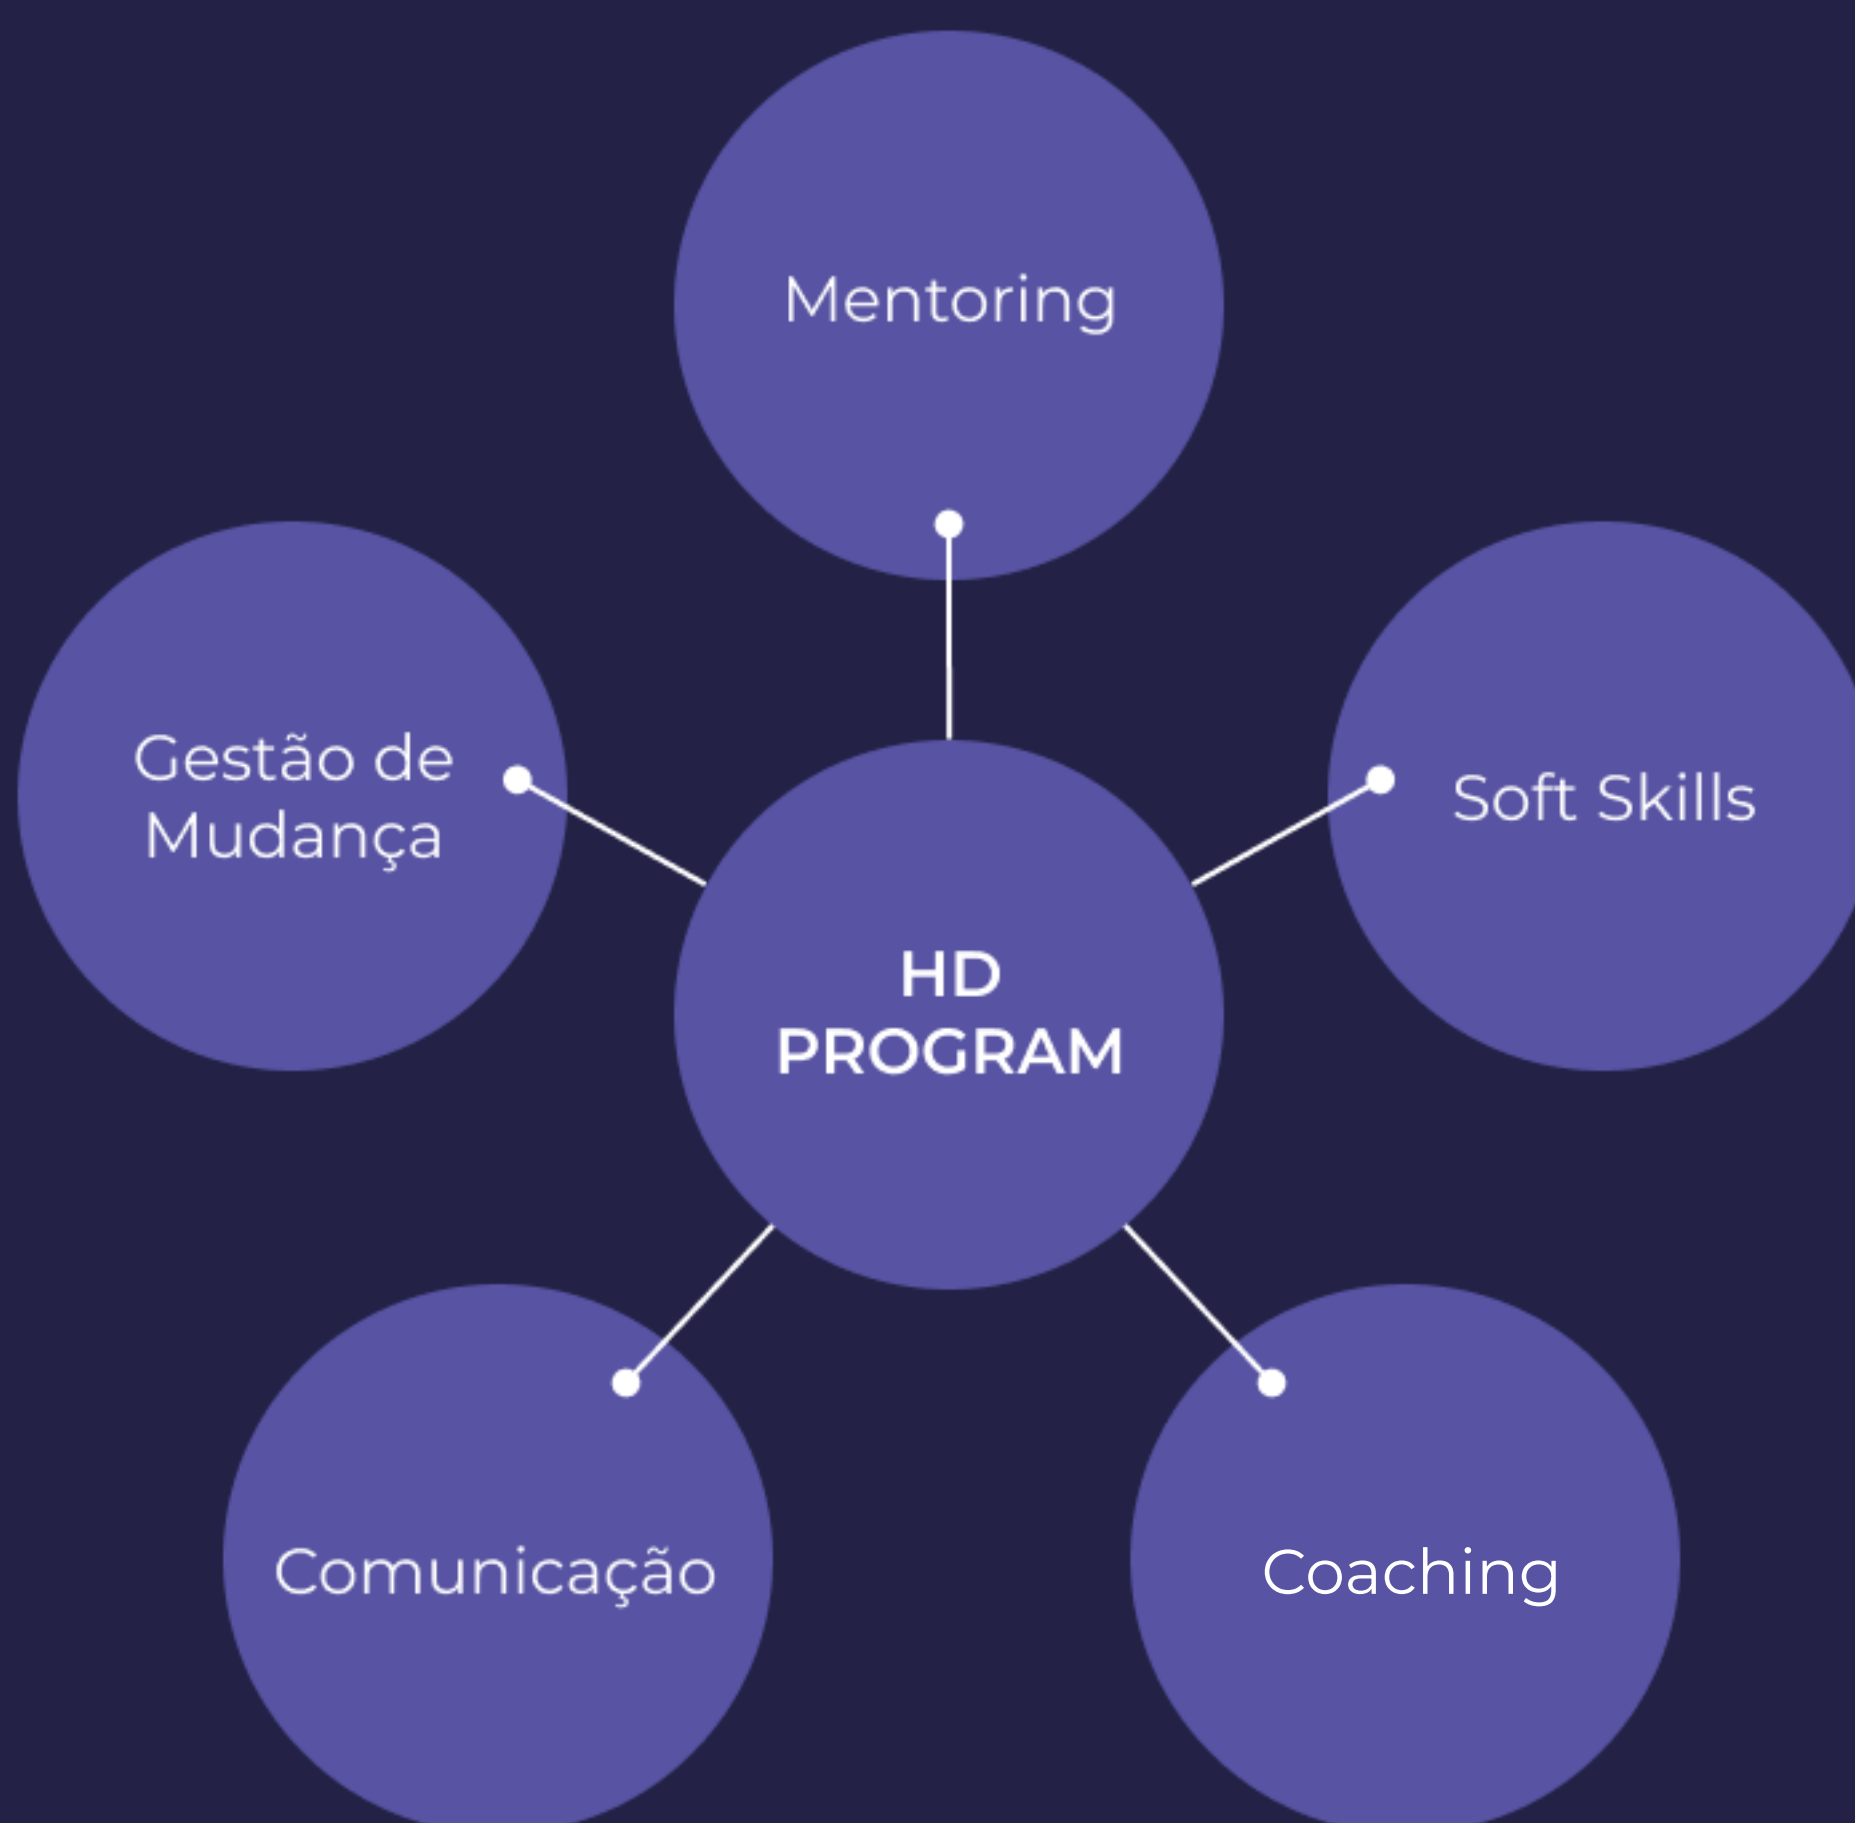 Mentoring
Gestão de
Mudança
Soft Skills
HD
PROGRAM
Comunicação
Coaching